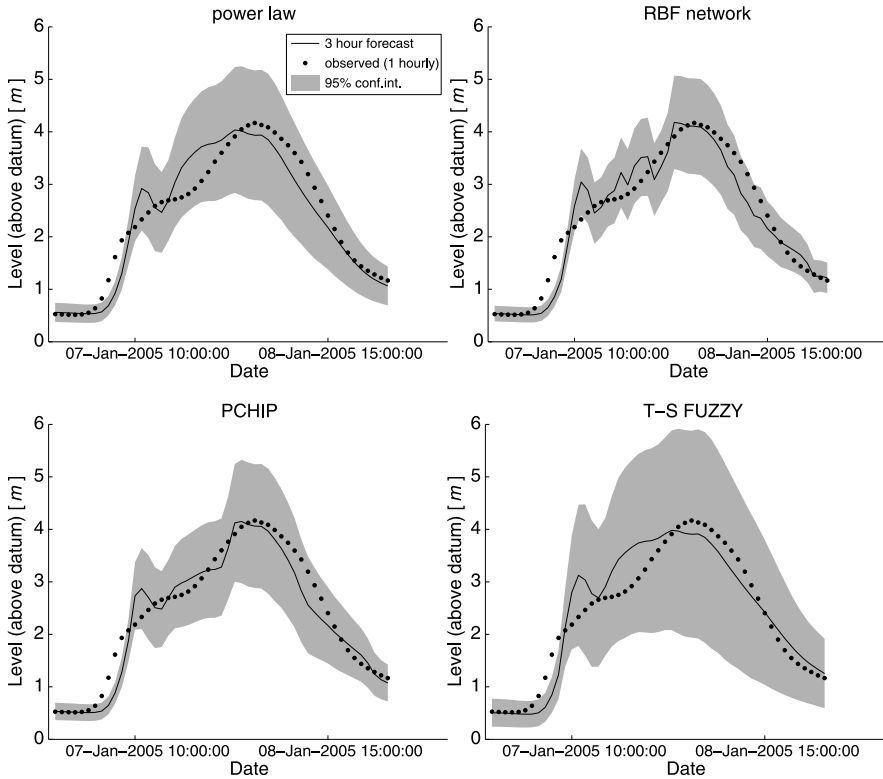 power law
Level (above datum) [ m ]
6
5
4
3
2
1
0
3 hour forecast
observed (1 hourly)
95% conf.int.
07–Jan–2005 10:00:00
08–Jan–2005 15:00:00
Date
RBF network
Level (above datum) [ m ]
6
5
4
3
2
1
0
07–Jan–2005 10:00:00
08–Jan–2005 15:00:00
Date
PCHIP
Level (above datum) [ m ]
6
5
4
3
2
1
0
07–Jan–2005 10:00:00
08–Jan–2005 15:00:00
Date
T–S FUZZY
Level (above datum) [ m ]
6
5
4
3
2
1
0
07–Jan–2005 10:00:00
08–Jan–2005 15:00:00
Date